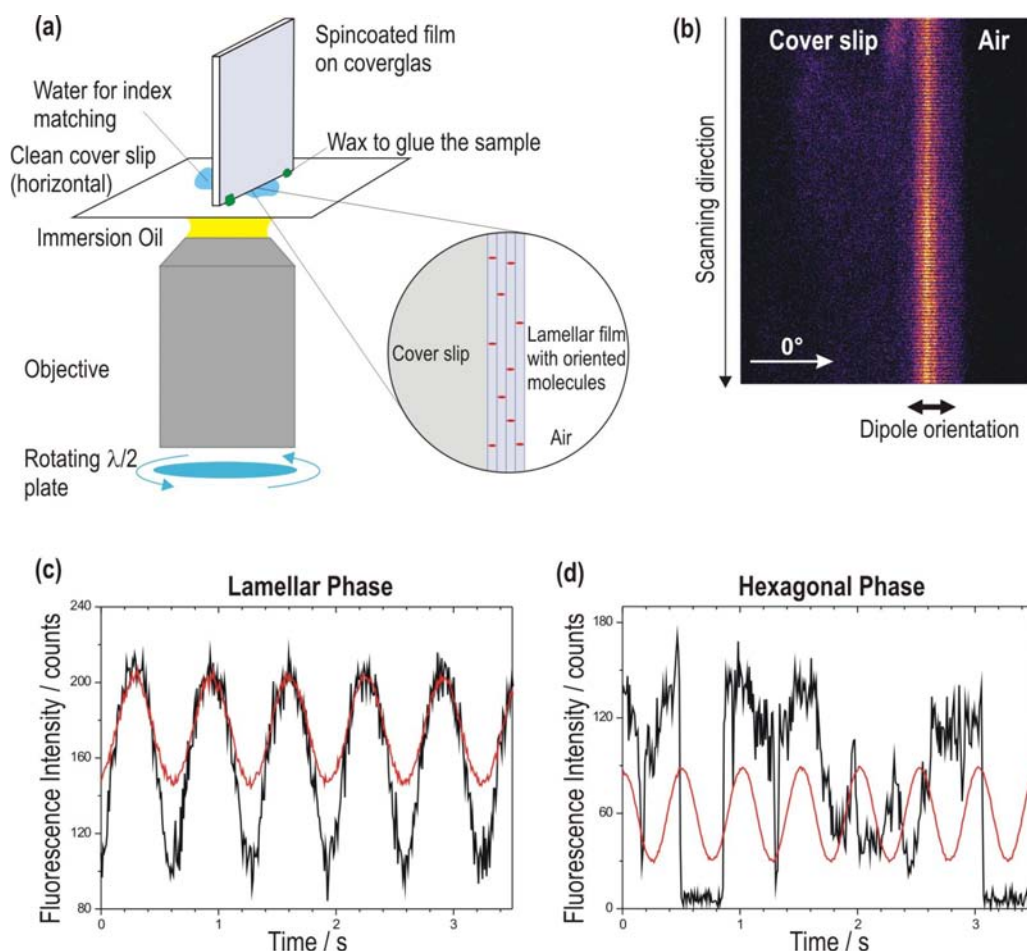 (a)
Spincoated film
on coverglas
Water for index
matching
Clean cover slip
(horizontal)
Wax to glue the sample
Immersion Oil
Cover slip
Lamellar film
with oriented
molecules
Air
Objective
Rotating λ/2
plate
(b)
Cover slip
Air
Scanning direction
0°
Dipole orientation
(c)
Lamellar Phase
Fluorescence Intensity / counts
240
200
160
120
80
0
1
2
3
Time / s
(d)
Hexagonal Phase
Fluorescence Intensity / counts
180
120
60
0
0
1
2
3
Time / s